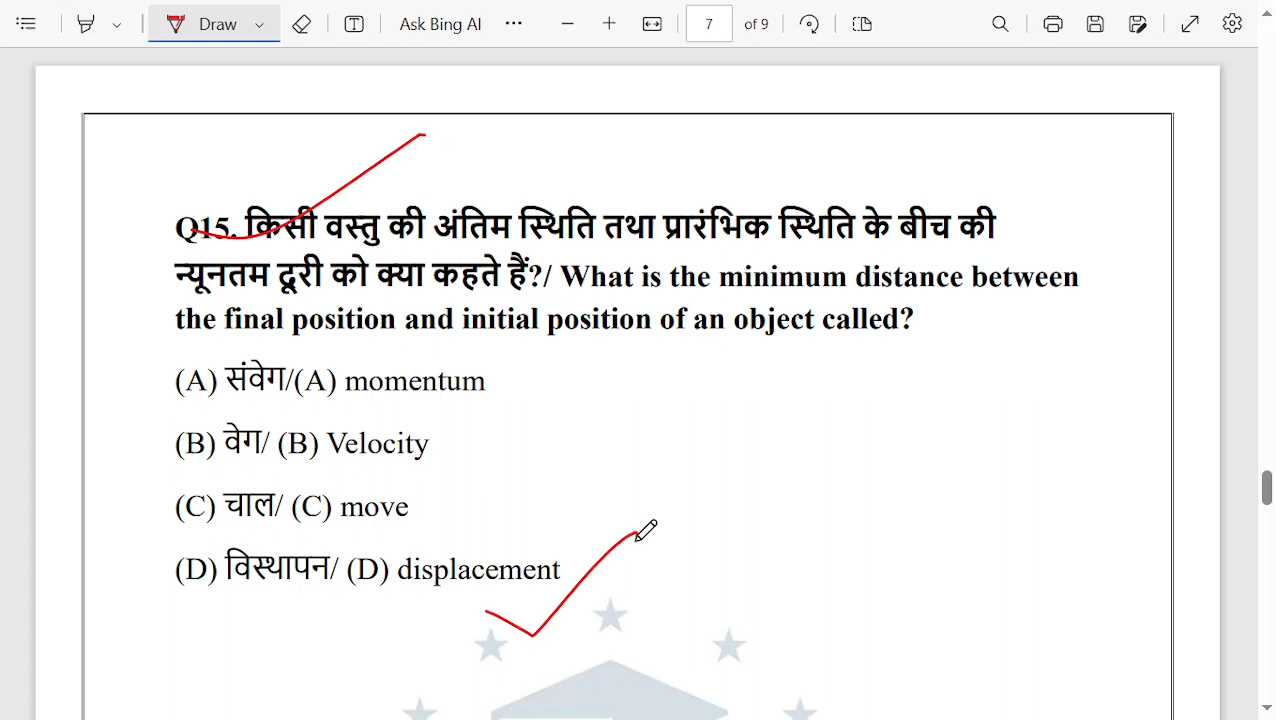 Draw
Ask Bing AI
7
of 9
Q15. किसी वस्तु की अंतिम स्थिति तथा प्रारंभिक स्थिति के बीच की
न्यूनतम दूरी को क्या कहते हैं?/ What is the minimum distance between
the final position and initial position of an object called?
(A) संवेग/(A) momentum
(B) वेग/ (B) Velocity
(C) चाल/ (C) move
(D) विस्थापन/ (D) displacement